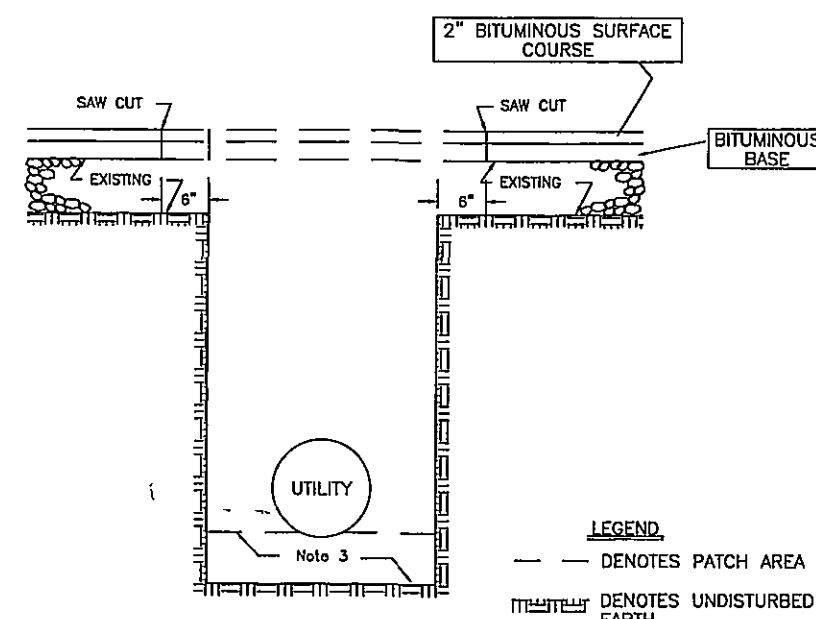 2" BITUMINOUS SURFACE
COURSE
SAW CUT
SAW CUT
BITUMINOUS
BASE
EXISTING
EXISTING
6"
6"
UTILITY
Note 3
LEGEND
DENOTES PATCH AREA
DENOTES UNDISTURBED
EARTH